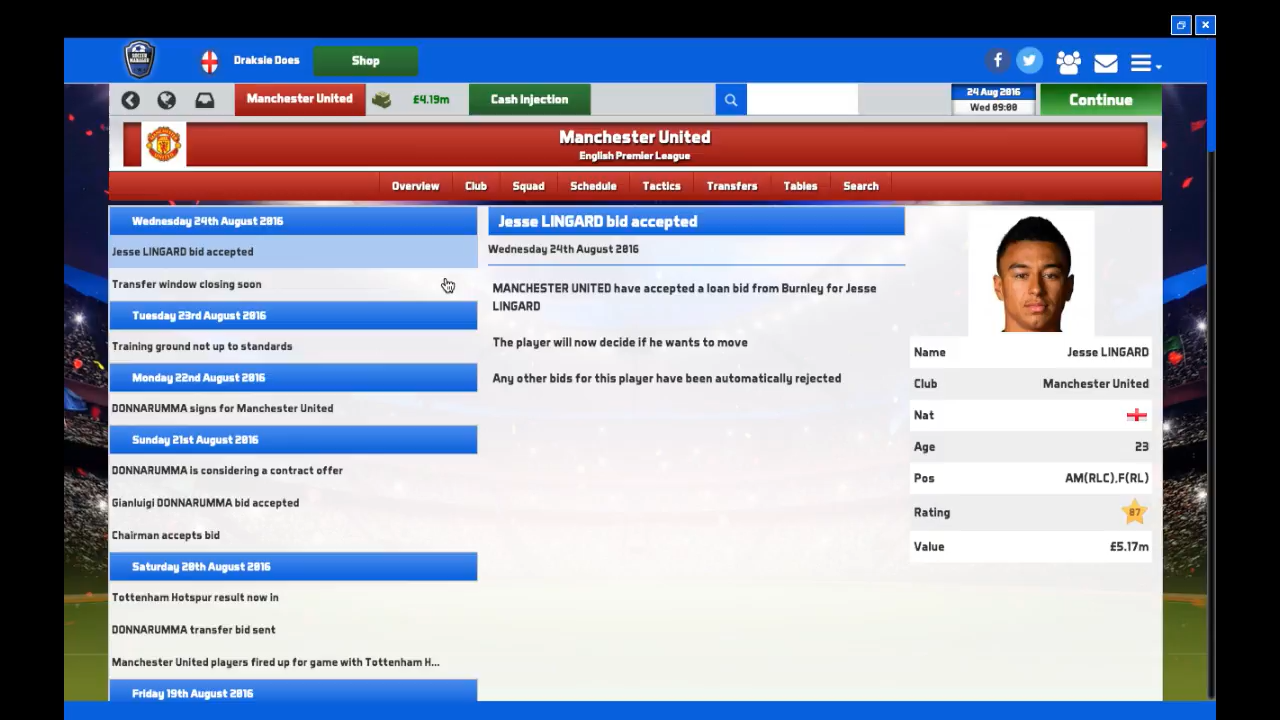 SOCCER MANAGER
Draksie Does
Shop
Manchester United
£4.19m
Cash Injection
24 Aug 2016
Wed 09:00
Continue
Manchester United
English Premier League
Overview
Club
Squad
Schedule
Tactics
Transfers
Tables
Search
Wednesday 24th August 2016
Jesse LINGARD bid accepted
Transfer window closing soon
Tuesday 23rd August 2016
Training ground not up to standards
Monday 22nd August 2016
DONNARUMMA signs for Manchester United
Sunday 21st August 2016
DONNARUMMA is considering a contract offer
Gianluigi DONNARUMMA bid accepted
Chairman accepts bid
Saturday 20th August 2016
Tottenham Hotspur result now in
DONNARUMMA transfer bid sent
Manchester United players fired up for game with Tottenham H...
Friday 19th August 2016
Jesse LINGARD bid accepted
Wednesday 24th August 2016
MANCHESTER UNITED have accepted a loan bid from Burnley for Jesse
LINGARD
The player will now decide if he wants to move
Any other bids for this player have been automatically rejected
Name Jesse LINGARD
Club Manchester United
Nat
Age 23
Pos AM(RLC),F(RL)
Rating 87
Value £5.17m